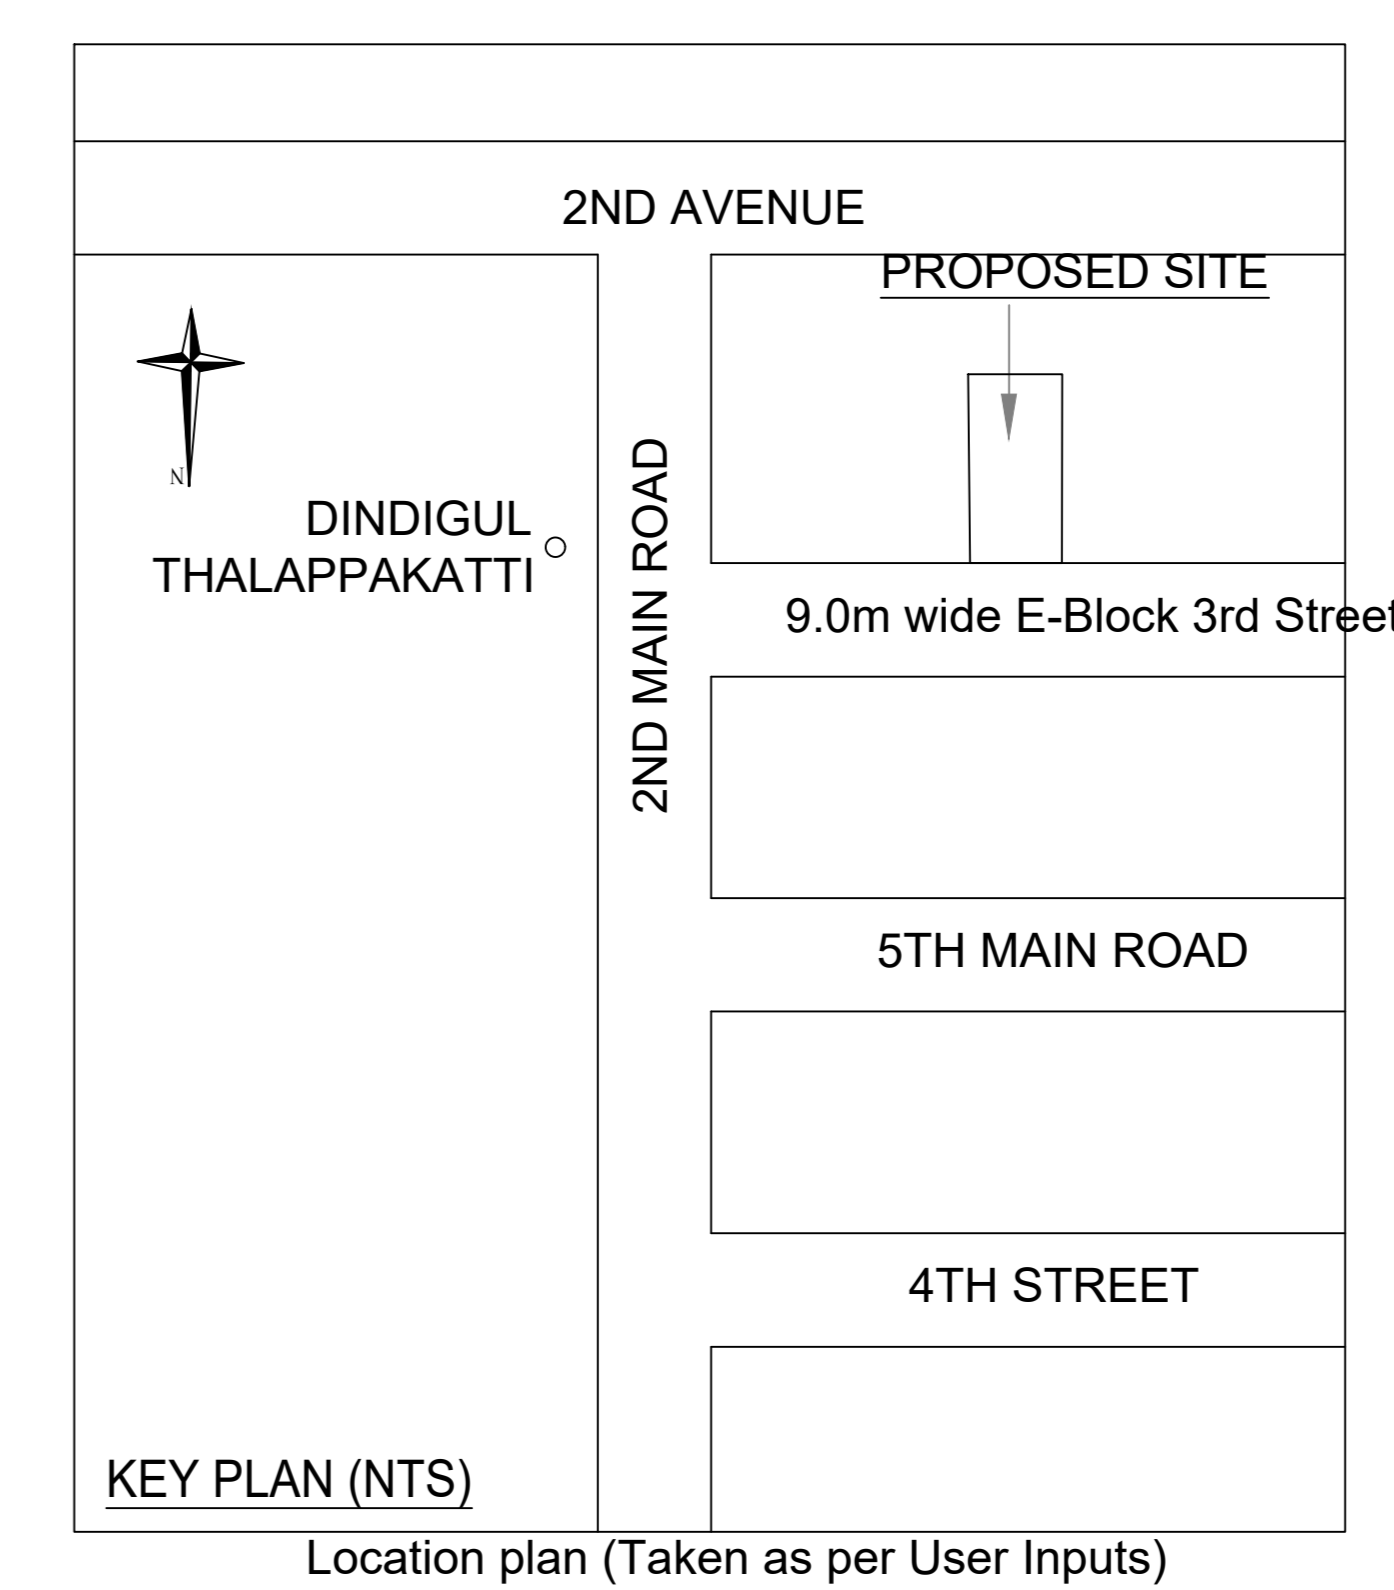 2ND AVENUE
PROPOSED SITE
N
DINDIGUL
THALAPPAKATTI
2ND MAIN ROAD
9.0m wide E-Block 3rd Street
5TH MAIN ROAD
4TH STREET
KEY PLAN (NTS)
Location plan (Taken as per User Inputs)